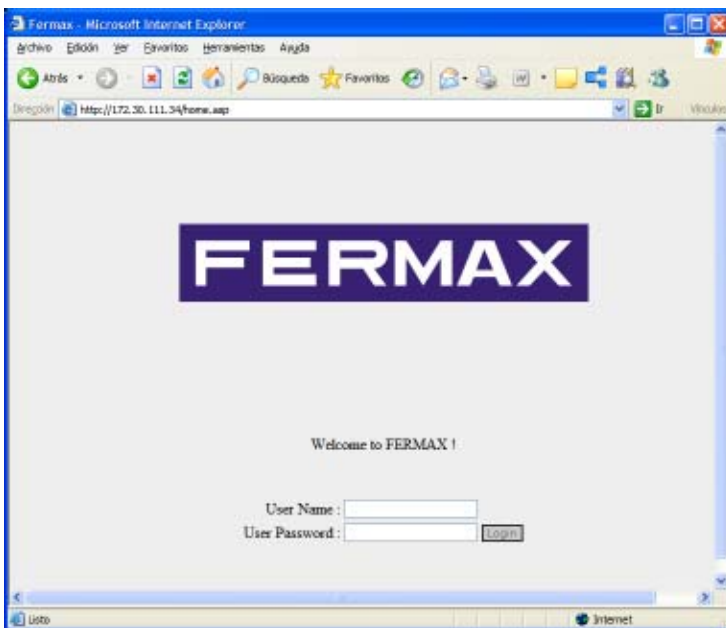 Fermax - Microsoft Internet Explorer
Archivo Edición Ver Favoritos Herramientas Ayuda
Atrás Búsqueda Favoritos
Dirección http://172.30.111.34/home.asp Ir Vínculos
FERMAX
Welcome to FERMAX !
User Name :
User Password : Login
Listo Internet